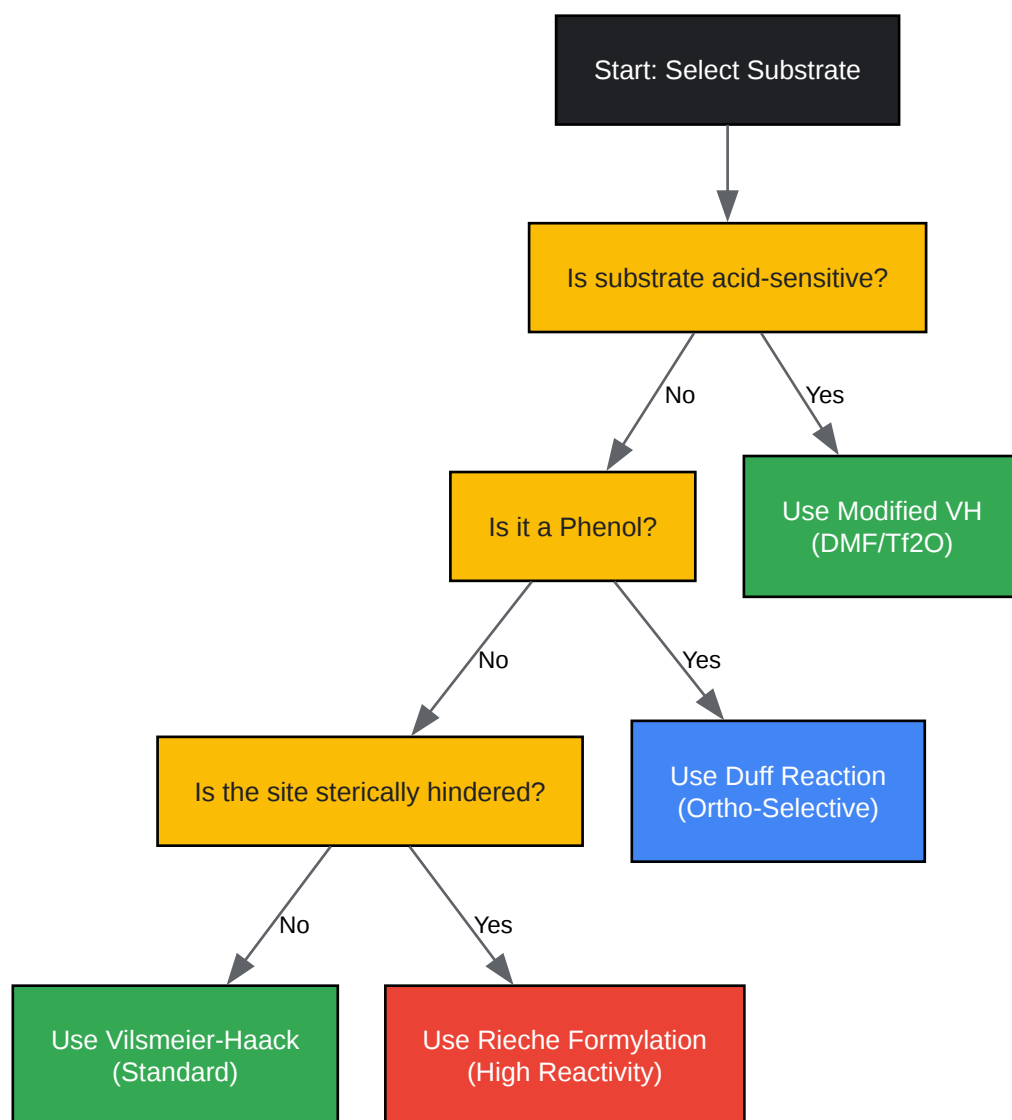 Start: Select Substrate
Is substrate acid-sensitive?
No
Yes
Is it a Phenol?
Use Modified VH
(DMF/Tf2O)
No
Yes
Is the site sterically hindered?
Use Duff Reaction
(Ortho-Selective)
No
Yes
Use Vilsmeier-Haack
(Standard)
Use Rieche Formylation
(High Reactivity)